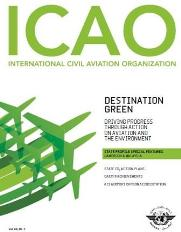 ICAO
INTERNATIONAL CIVIL AVIATION ORGANIZATION
DESTINATION
GREEN
DRIVING PROGRESS
THROUGH ACTION
ON AVIATION AND
THE ENVIRONMENT
STATE PROFILE SPECIAL FEATURES:
STATE CO₂ ACTION PLANS